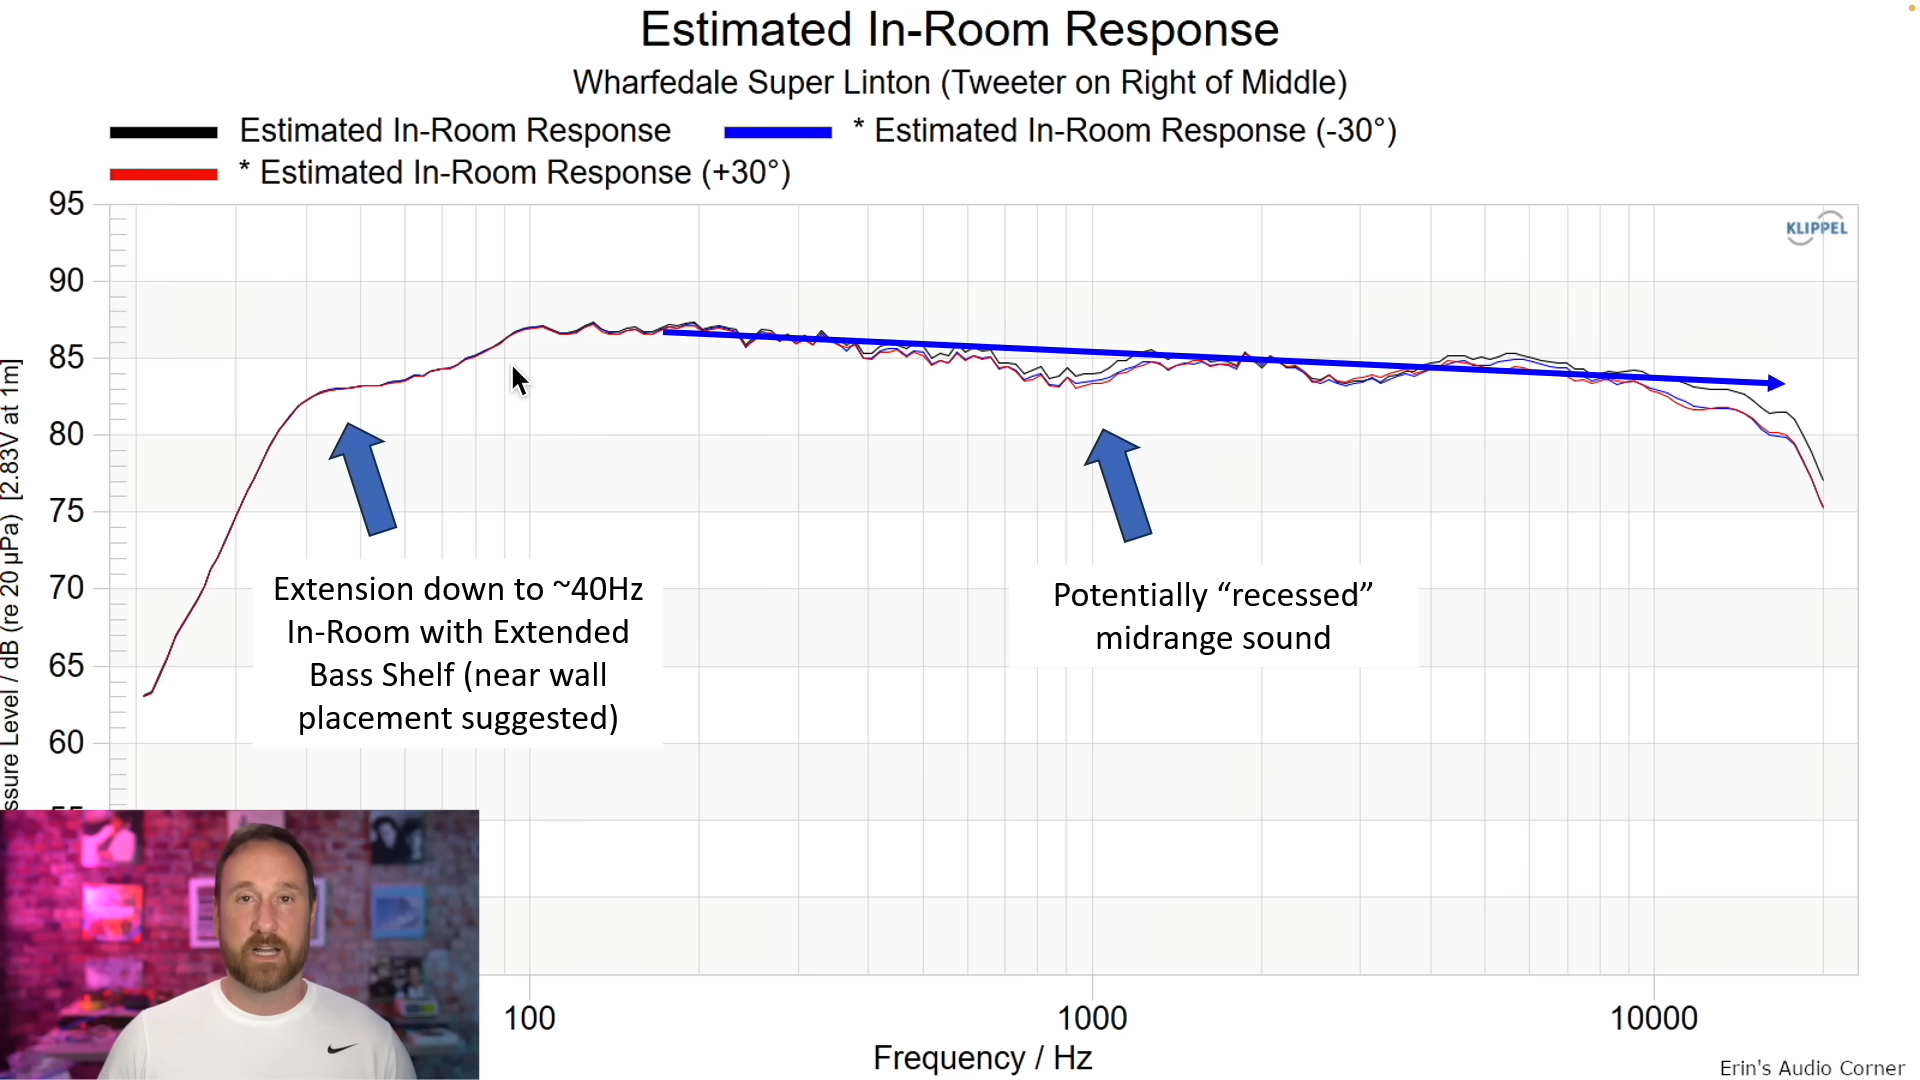 Estimated In-Room Response
Wharfedale Super Linton (Tweeter on Right of Middle)
Estimated In-Room Response
* Estimated In-Room Response (-30°)
* Estimated In-Room Response (+30°)
95
90
85
80
75
70
65
60
ssure Level / dB (re 20 µPa) [2.83V at 1m]
KLIPPEL
Extension down to ~40Hz
In-Room with Extended
Bass Shelf (near wall
placement suggested)
Potentially “recessed”
midrange sound
100
1000
10000
Frequency / Hz
Erin's Audio Corner